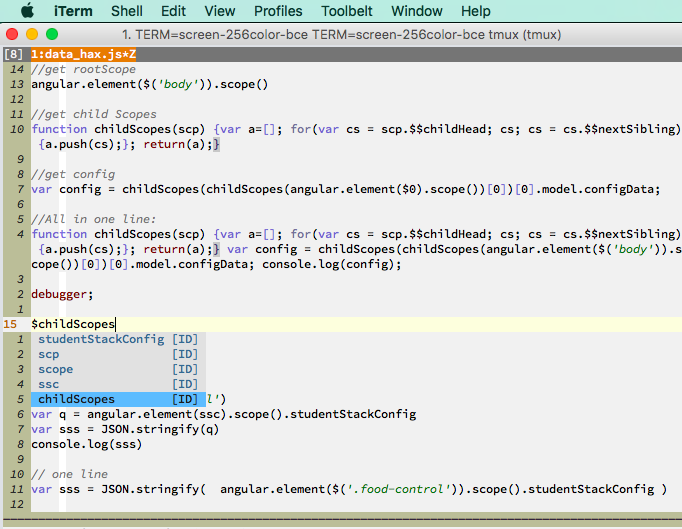 iTerm Shell Edit View Profiles Toolbelt Window Help
1. TERM=screen-256color-bce TERM=screen-256color-bce tmux (tmux)
[8] 1:data_hax.js*Z
14 //get rootScope
13 angular.element($('body')).scope()
12
11 //get child Scopes
10 function childScopes(scp) {var a=[]; for(var cs = scp.$$childHead; cs; cs = cs.$$nextSibling)
{a.push(cs);}; return(a);}
9
8 //get config
7 var config = childScopes(childScopes(angular.element($0).scope())[0])[0].model.configData;
6
5 //All in one line:
4 function childScopes(scp) {var a=[]; for(var cs = scp.$$childHead; cs; cs = cs.$$nextSibling)
{a.push(cs);}; return(a);} var config = childScopes(childScopes(angular.element($('body')).s
cope())[0])[0].model.configData; console.log(config);
3
2 debugger;
1
15 $childScopes
1 studentStackConfig [ID]
2 scp [ID]
3 scope [ID]
4 ssc [ID]
5 childScopes [ID] l')
6 var q = angular.element(ssc).scope().studentStackConfig
7 var sss = JSON.stringify(q)
8 console.log(sss)
9
10 // one line
11 var sss = JSON.stringify( angular.element($('.food-control')).scope().studentStackConfig )
12